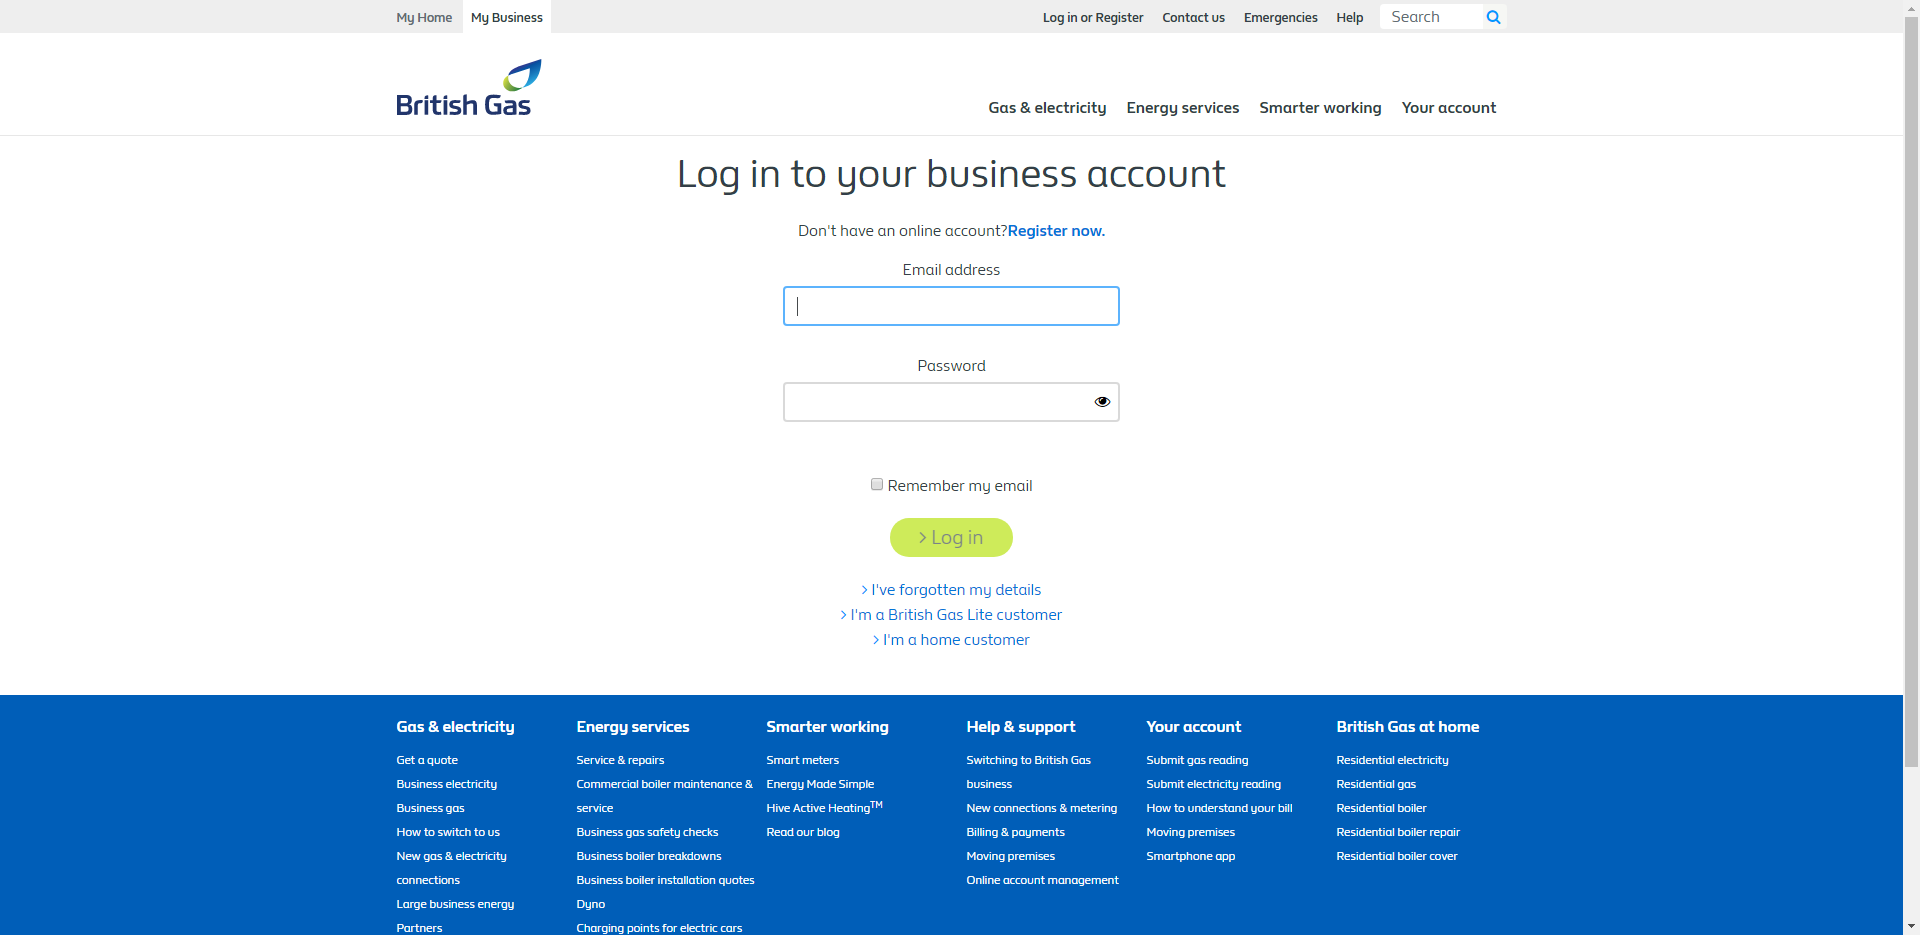 My Home My Business Log in or Register Contact us Emergencies Help Search
British Gas
Gas & electricity Energy services Smarter working Your account
Log in to your business account
Don't have an online account?Register now.
Email address
Password
Remember my email
> Log in
> I've forgotten my details
> I'm a British Gas Lite customer
> I'm a home customer
Gas & electricity
Get a quote
Business electricity
Business gas
How to switch to us
New gas & electricity
connections
Large business energy
Partners
Energy services
Service & repairs
Commercial boiler maintenance &
service
Business gas safety checks
Business boiler breakdowns
Business boiler installation quotes
Dyno
Charging points for electric cars
Smarter working
Smart meters
Energy Made Simple
Hive Active Heating™
Read our blog
Help & support
Switching to British Gas
business
New connections & metering
Billing & payments
Moving premises
Online account management
Your account
Submit gas reading
Submit electricity reading
How to understand your bill
Moving premises
Smartphone app
British Gas at home
Residential electricity
Residential gas
Residential boiler
Residential boiler repair
Residential boiler cover